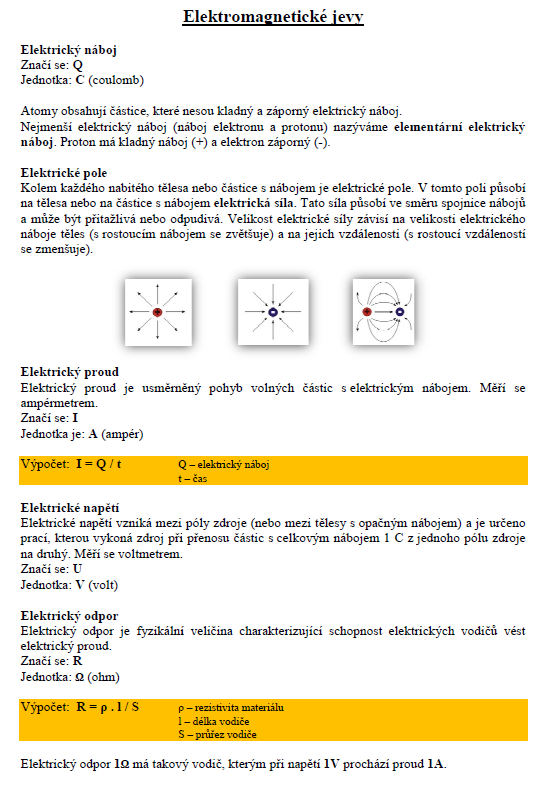 Elektromagnetické jevy
Elektrický náboj
Značí se: Q
Jednotka: C (coulomb)
Atomy obsahují částice, které nesou kladný a záporný elektrický náboj.
Nejmenší elektrický náboj (náboj elektronu a protonu) nazýváme elementární elektrický
náboj. Proton má kladný náboj (+) a elektron záporný (-).
Elektrické pole
Kolem každého nabitého tělesa nebo částice s nábojem je elektrické pole. V tomto poli působí
na tělesa nebo na částice s nábojem elektrická síla. Tato síla působí ve směru spojnice nábojů
a může být přitažlivá nebo odpudivá. Velikost elektrické síly závisí na velikosti elektrického
náboje těles (s rostoucím nábojem se zvětšuje) a na jejich vzdálenosti (s rostoucí vzdáleností
se zmenšuje).
+ - + -
Elektrický proud
Elektrický proud je usměrněný pohyb volných částic s elektrickým nábojem. Měří se
ampérmetrem.
Značí se: I
Jednotka je: A (ampér)
Výpočet: I = Q / t Q – elektrický náboj
t – čas
Elektrické napětí
Elektrické napětí vzniká mezi póly zdroje (nebo mezi tělesy s opačným nábojem) a je určeno
prací, kterou vykoná zdroj při přenosu částic s celkovým nábojem 1 C z jednoho pólu zdroje
na druhý. Měří se voltmetrem.
Značí se: U
Jednotka: V (volt)
Elektrický odpor
Elektrický odpor je fyzikální veličina charakterizující schopnost elektrických vodičů vést
elektrický proud.
Značí se: R
Jednotka: Ω (ohm)
Výpočet: R = ρ . l / S ρ – rezistivita materiálu
l – délka vodiče
S – průřez vodiče
Elektrický odpor 1Ω má takový vodič, kterým při napětí 1V prochází proud 1A.